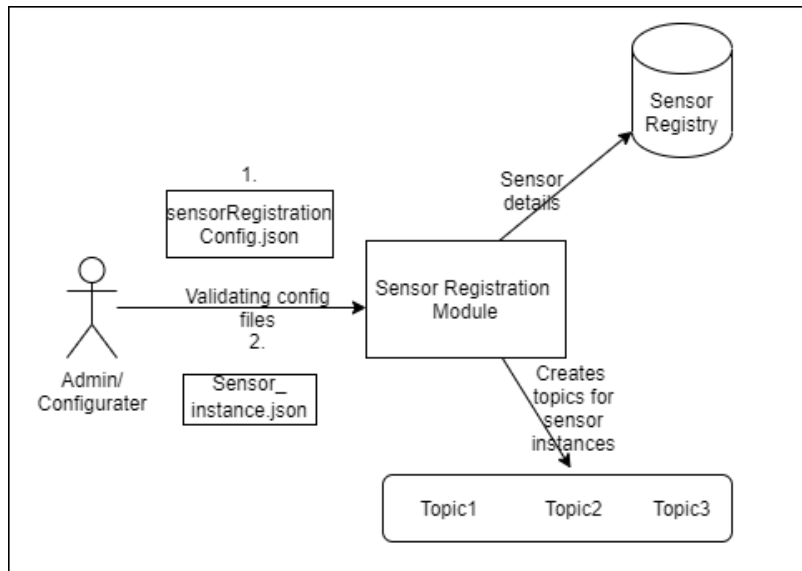 Sensor
Registry
1.
sensorRegistration
Config.json
Sensor
details
Sensor Registration
Module
Validating config
files
2.
Admin/
Configurater
Sensor_
instance.json
Creates
topics for
sensor
instances
Topic1
Topic2
Topic3